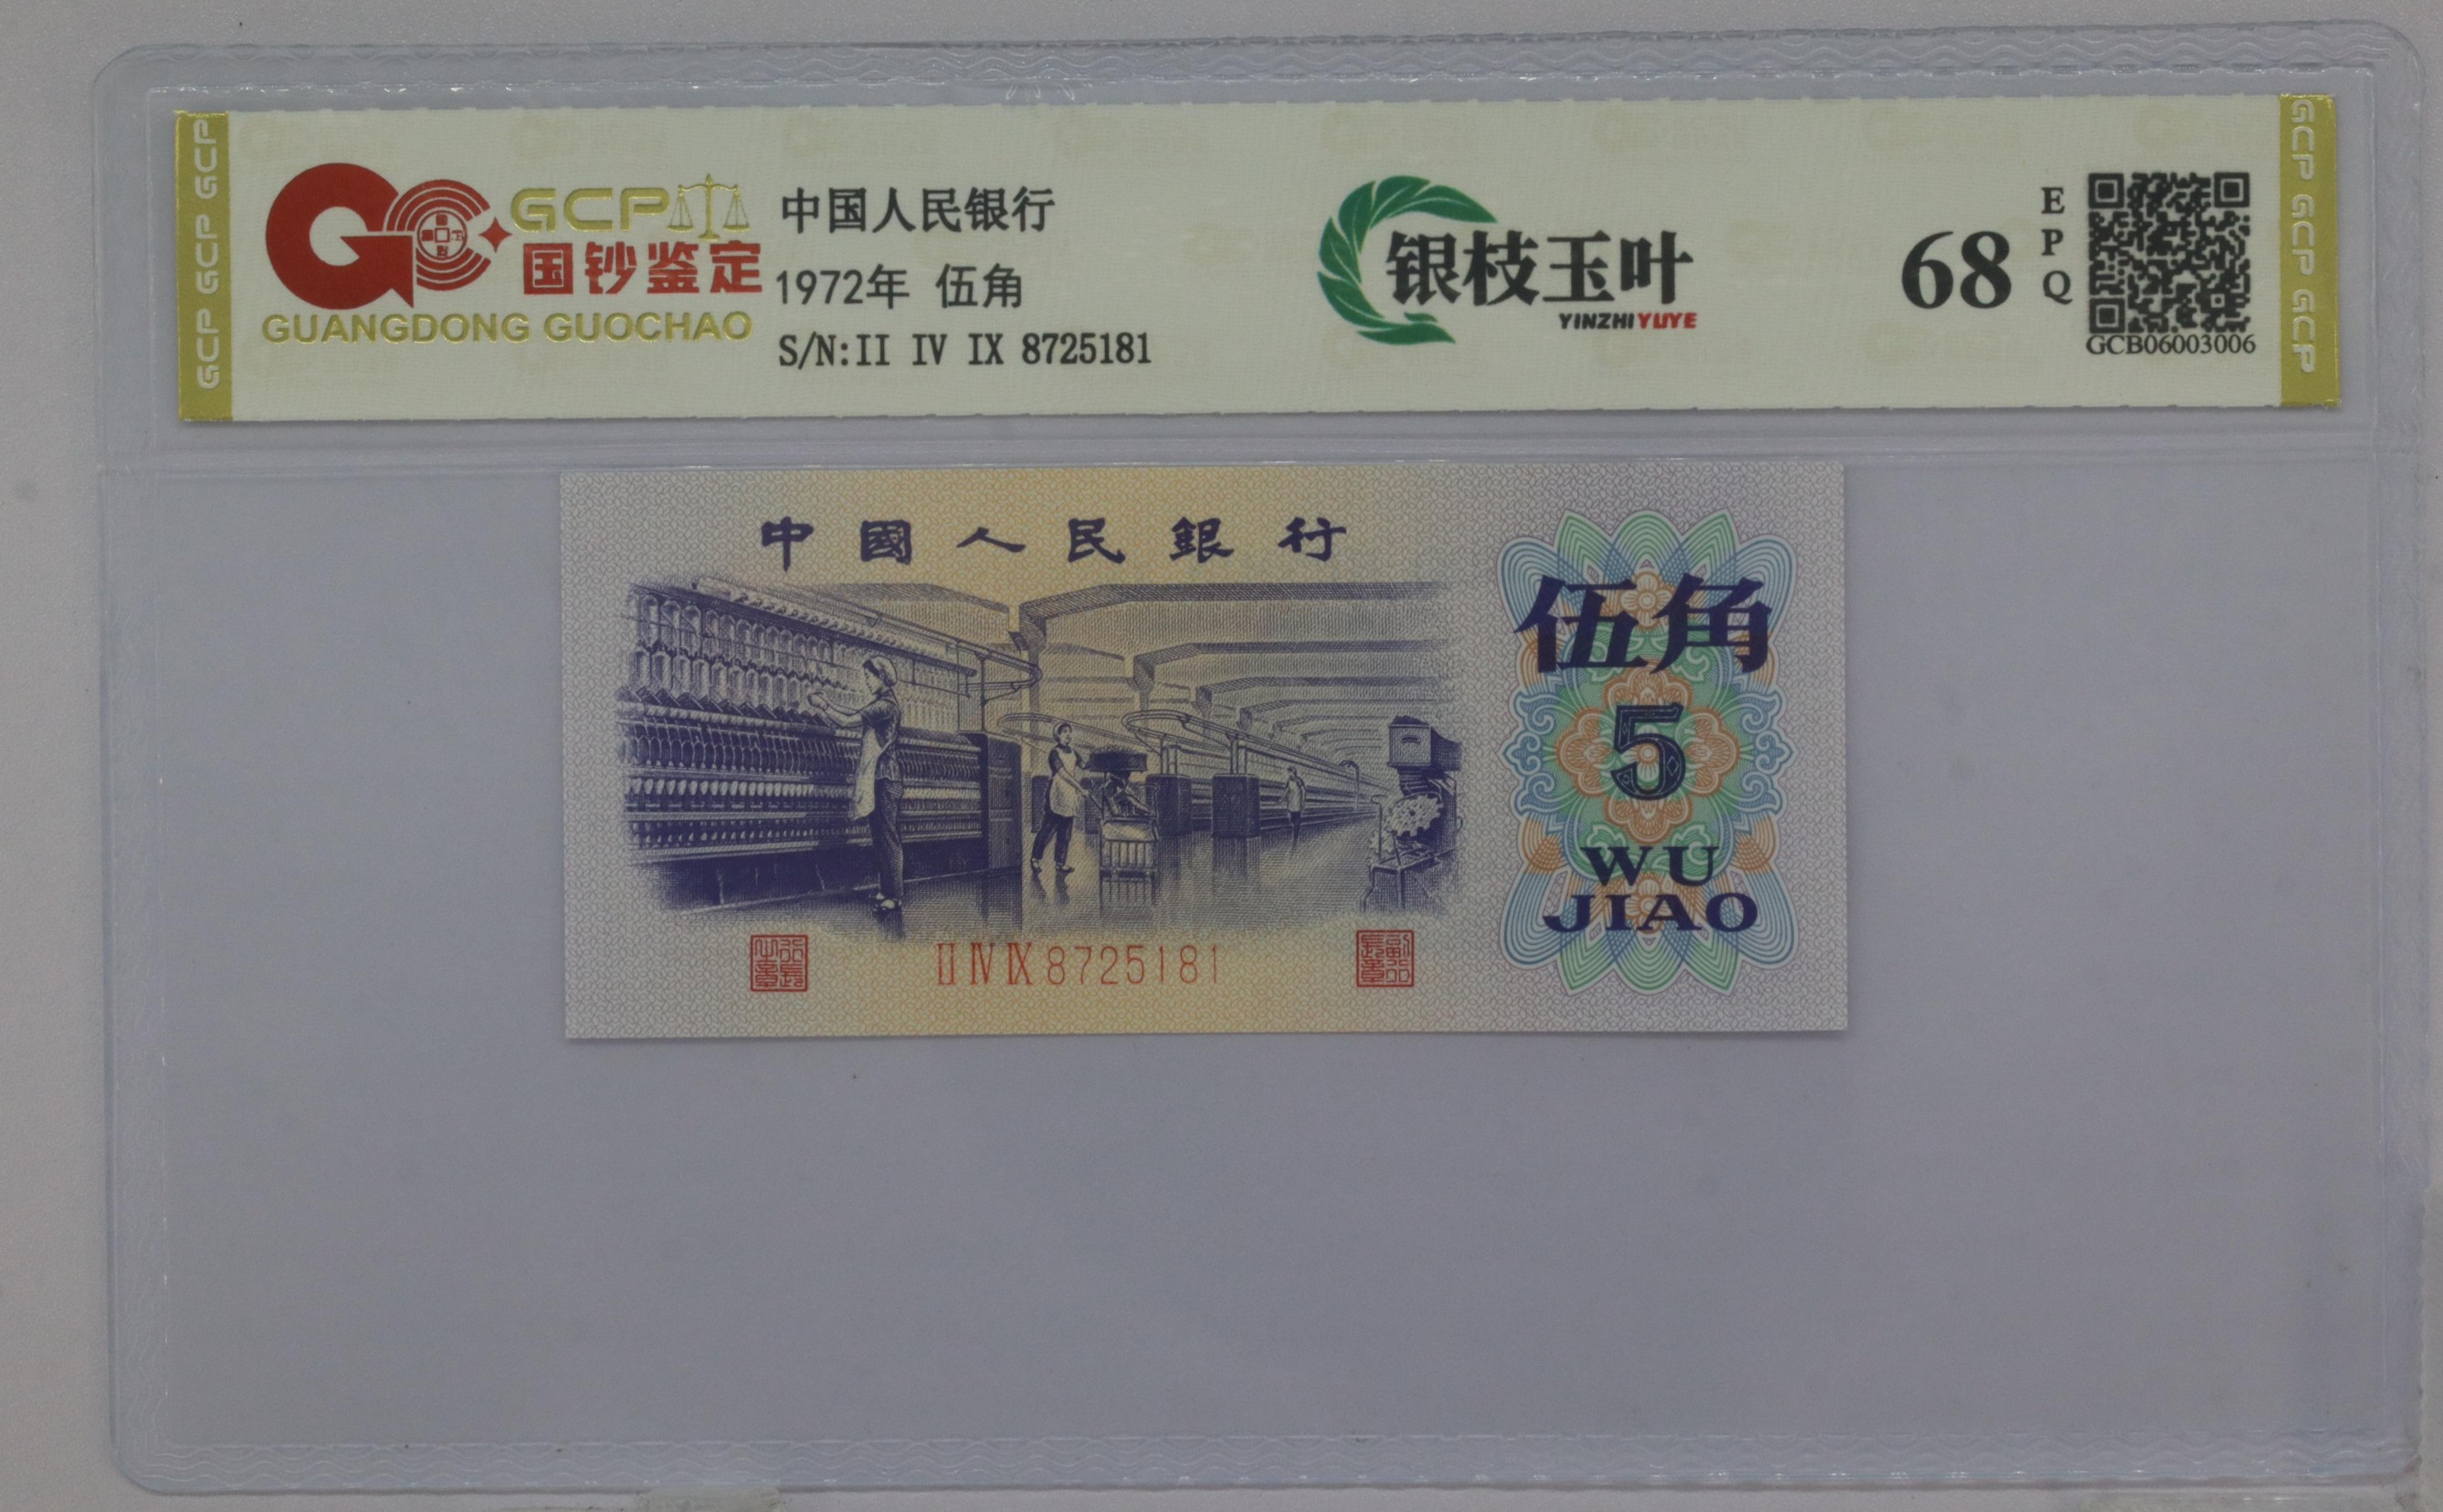 GCP GCP GCP
GCP
国钞鉴定
GUANGDONG GUOCHAO
中国人民银行
1972年 伍角
S/N:II IV IX 8725181
银枝玉叶
YINZHIYUYE
68
EPQ
GCB06003006
GCP GCP GCP
中國人民銀行
伍角
5
WU
JIAO
II IV IX 8725181